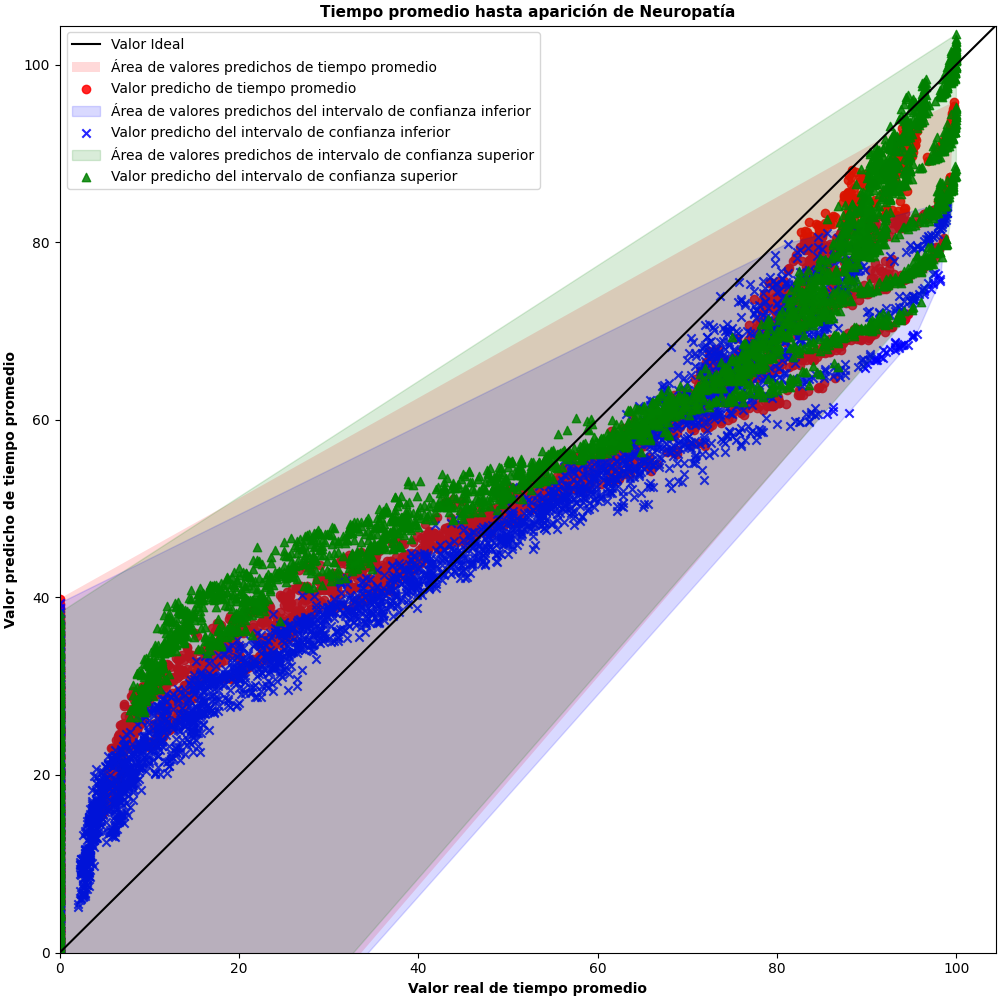 Tiempo promedio hasta aparición de Neuropatía
Valor Ideal
Área de valores predichos de tiempo promedio
Valor predicho de tiempo promedio
Área de valores predichos del intervalo de confianza inferior
Valor predicho del intervalo de confianza inferior
Área de valores predichos de intervalo de confianza superior
Valor predicho del intervalo de confianza superior
Valor predicho de tiempo promedio
100
80
60
40
20
0
0 20 40 60 80 100
Valor real de tiempo promedio